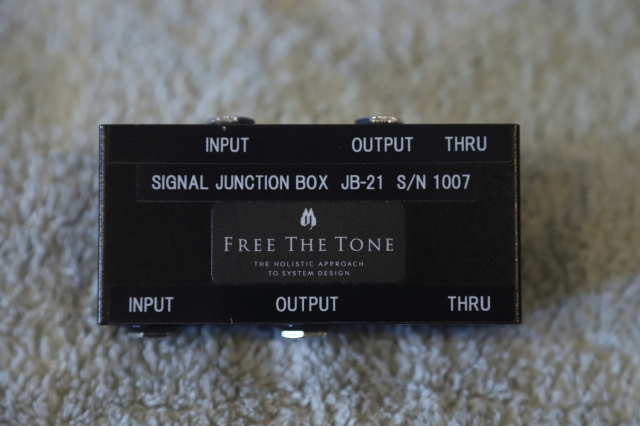 INPUT OUTPUT THRU
SIGNAL JUNCTION BOX JB-21 S/N 1007
FREE THE TONE
THE HOLISTIC APPROACH
TO SYSTEM DESIGN
INPUT OUTPUT THRU